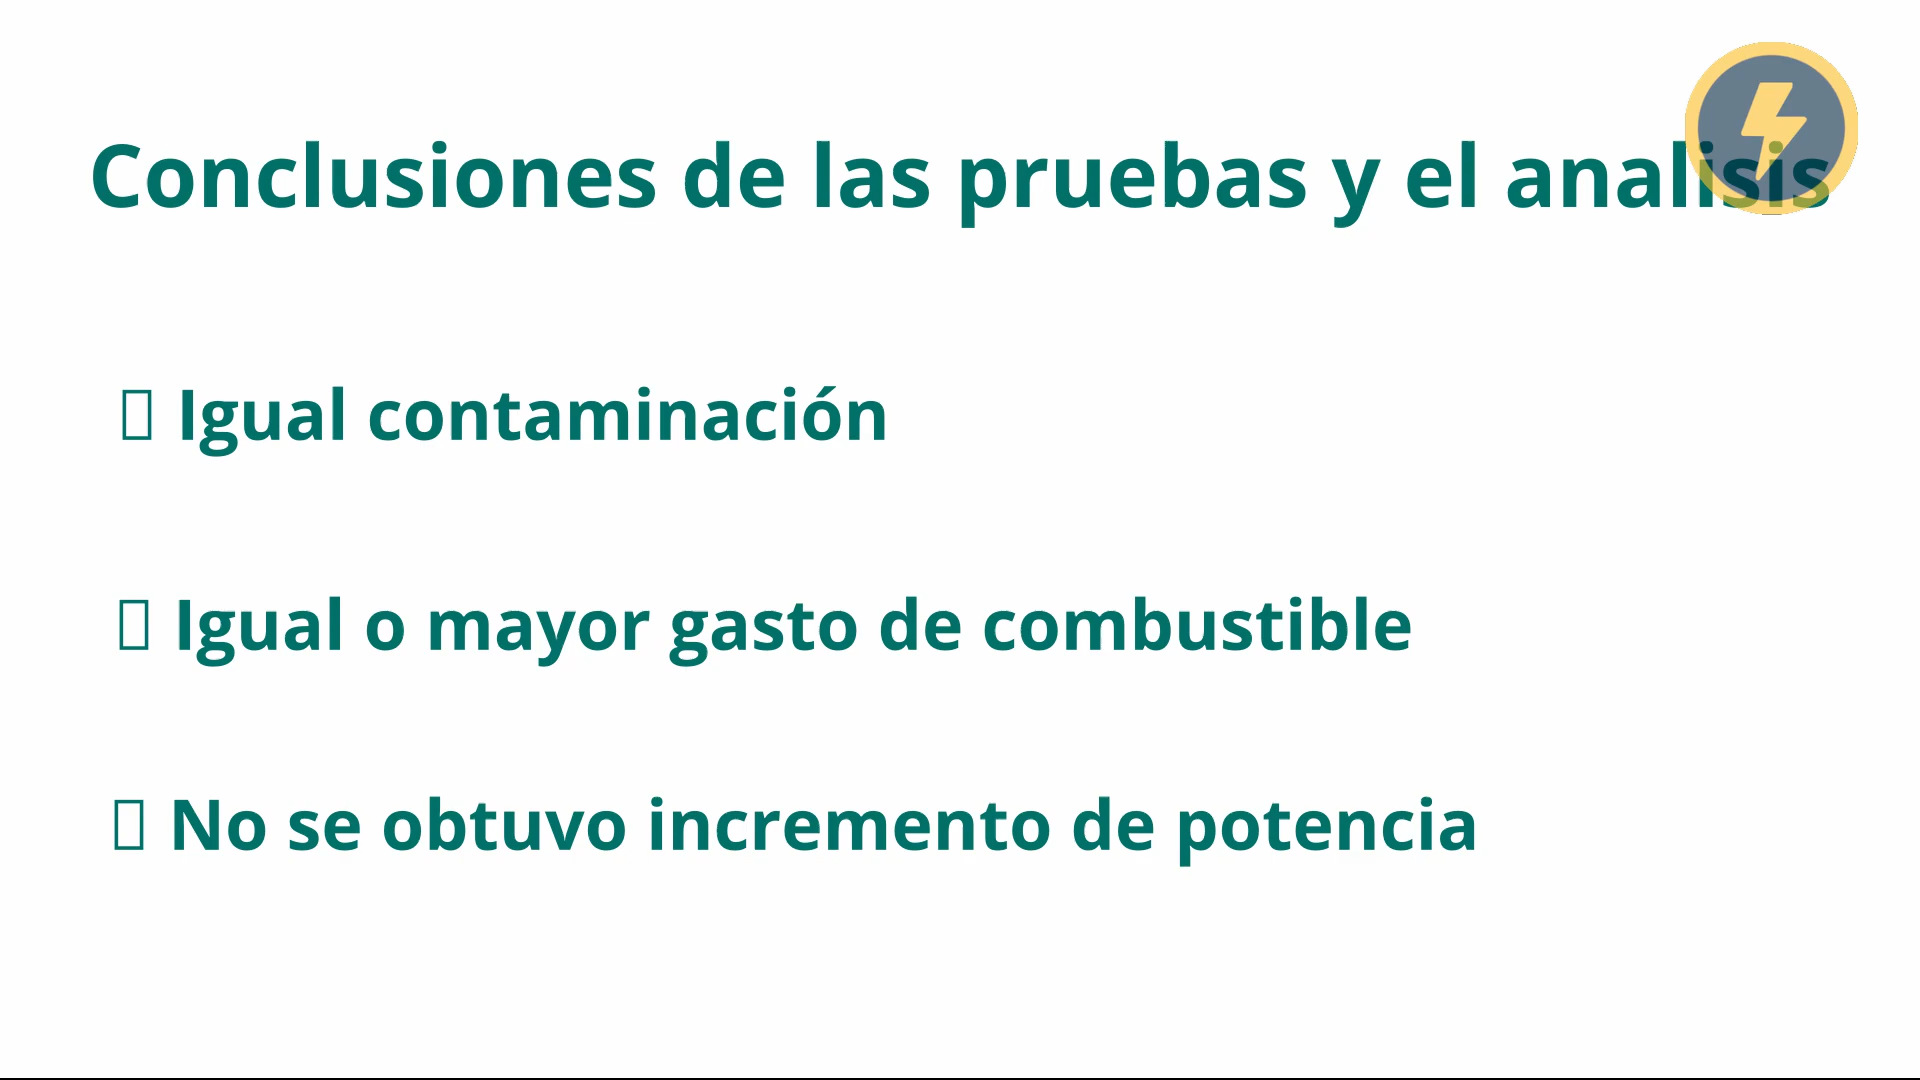 Conclusiones de las pruebas y el analisis
Igual contaminación
Igual o mayor gasto de combustible
No se obtuvo incremento de potencia